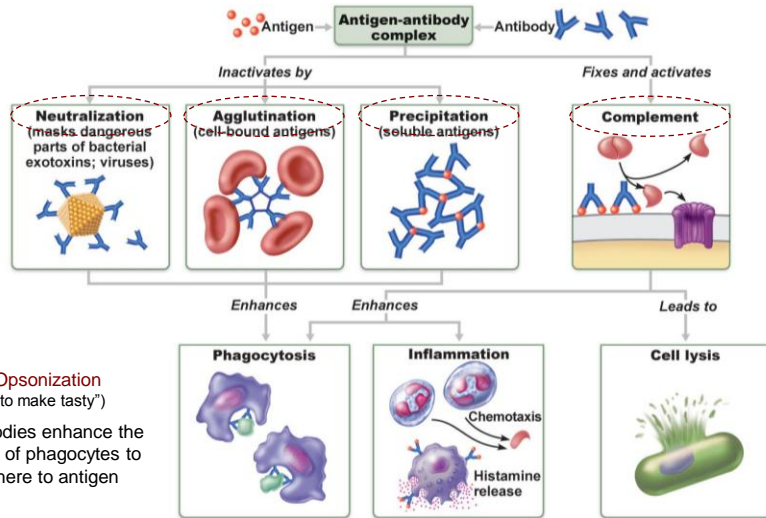 Antigen
Antigen-antibody
complex
Antibody
Inactivates by
Fixes and activates
Neutralization
(masks dangerous
parts of bacterial
exotoxins; viruses)
Agglutination
(cell-bound antigens)
Precipitation
(soluble antigens)
Complement
Enhances
Enhances
Leads to
Phagocytosis
Inflammation
Chemotaxis
Histamine
release
Cell lysis
Opsonization
to make tasty”)
odies enhance the
of phagocytes to
here to antigen